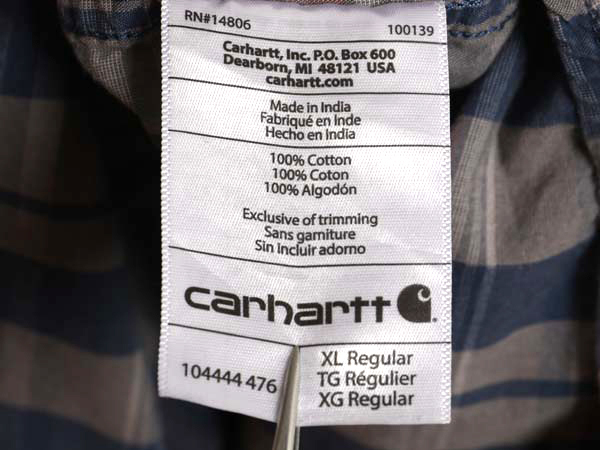 RN#14806 100139
Carhartt, Inc. P.O. Box 600
Dearborn, MI 48121 USA
carhartt.com
Made in India
Fabriqué en Inde
Hecho en India
100% Cotton
100% Coton
100% Algodón
Exclusive of trimming
Sans garniture
Sin incluir adorno
carhartt
104444 476
XL Regular
TG Régulier
XG Regular